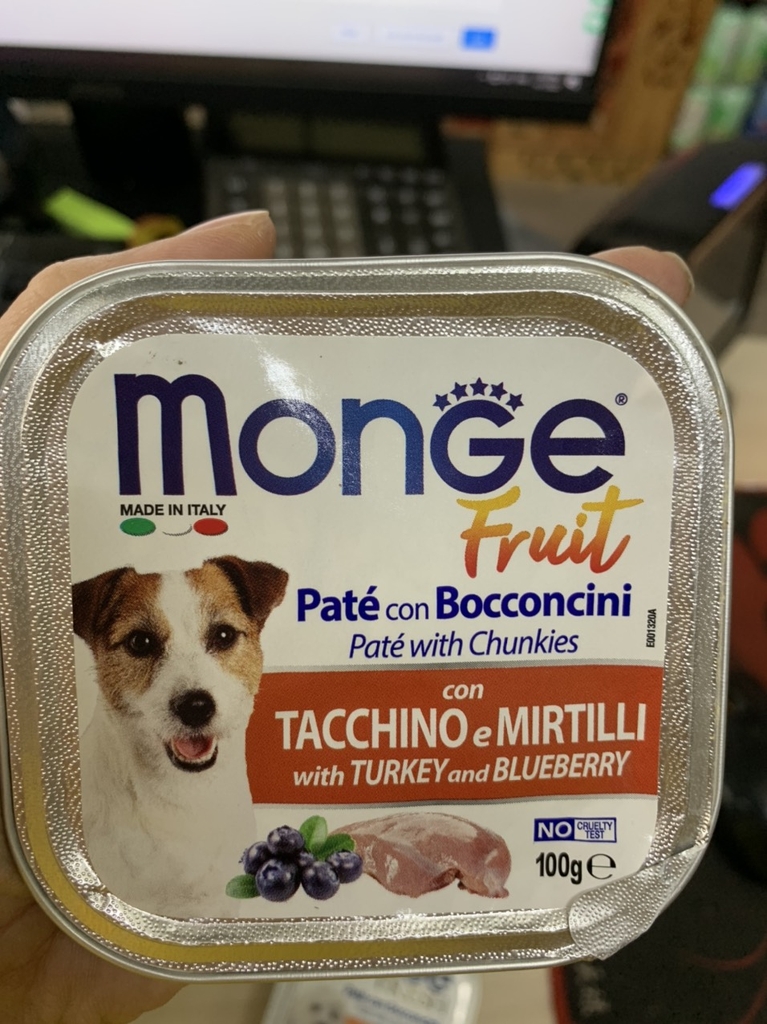 monGe®
MADE IN ITALY
Fruit
Paté con Bocconcini
Paté with Chunkies
E001320A
con
TACCHINO e MIRTILLI
with TURKEY and BLUEBERRY
NO CRUELTY
TEST
100g ℮